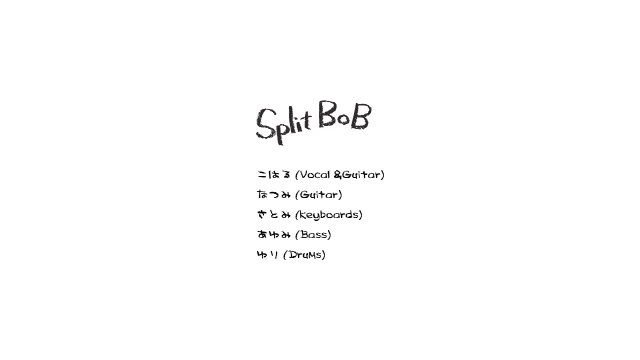 Split BoB
こはる (Vocal &Guitar)
なつみ (Guitar)
さとみ (keyboards)
あゆみ (Bass)
ゆり (Drums)